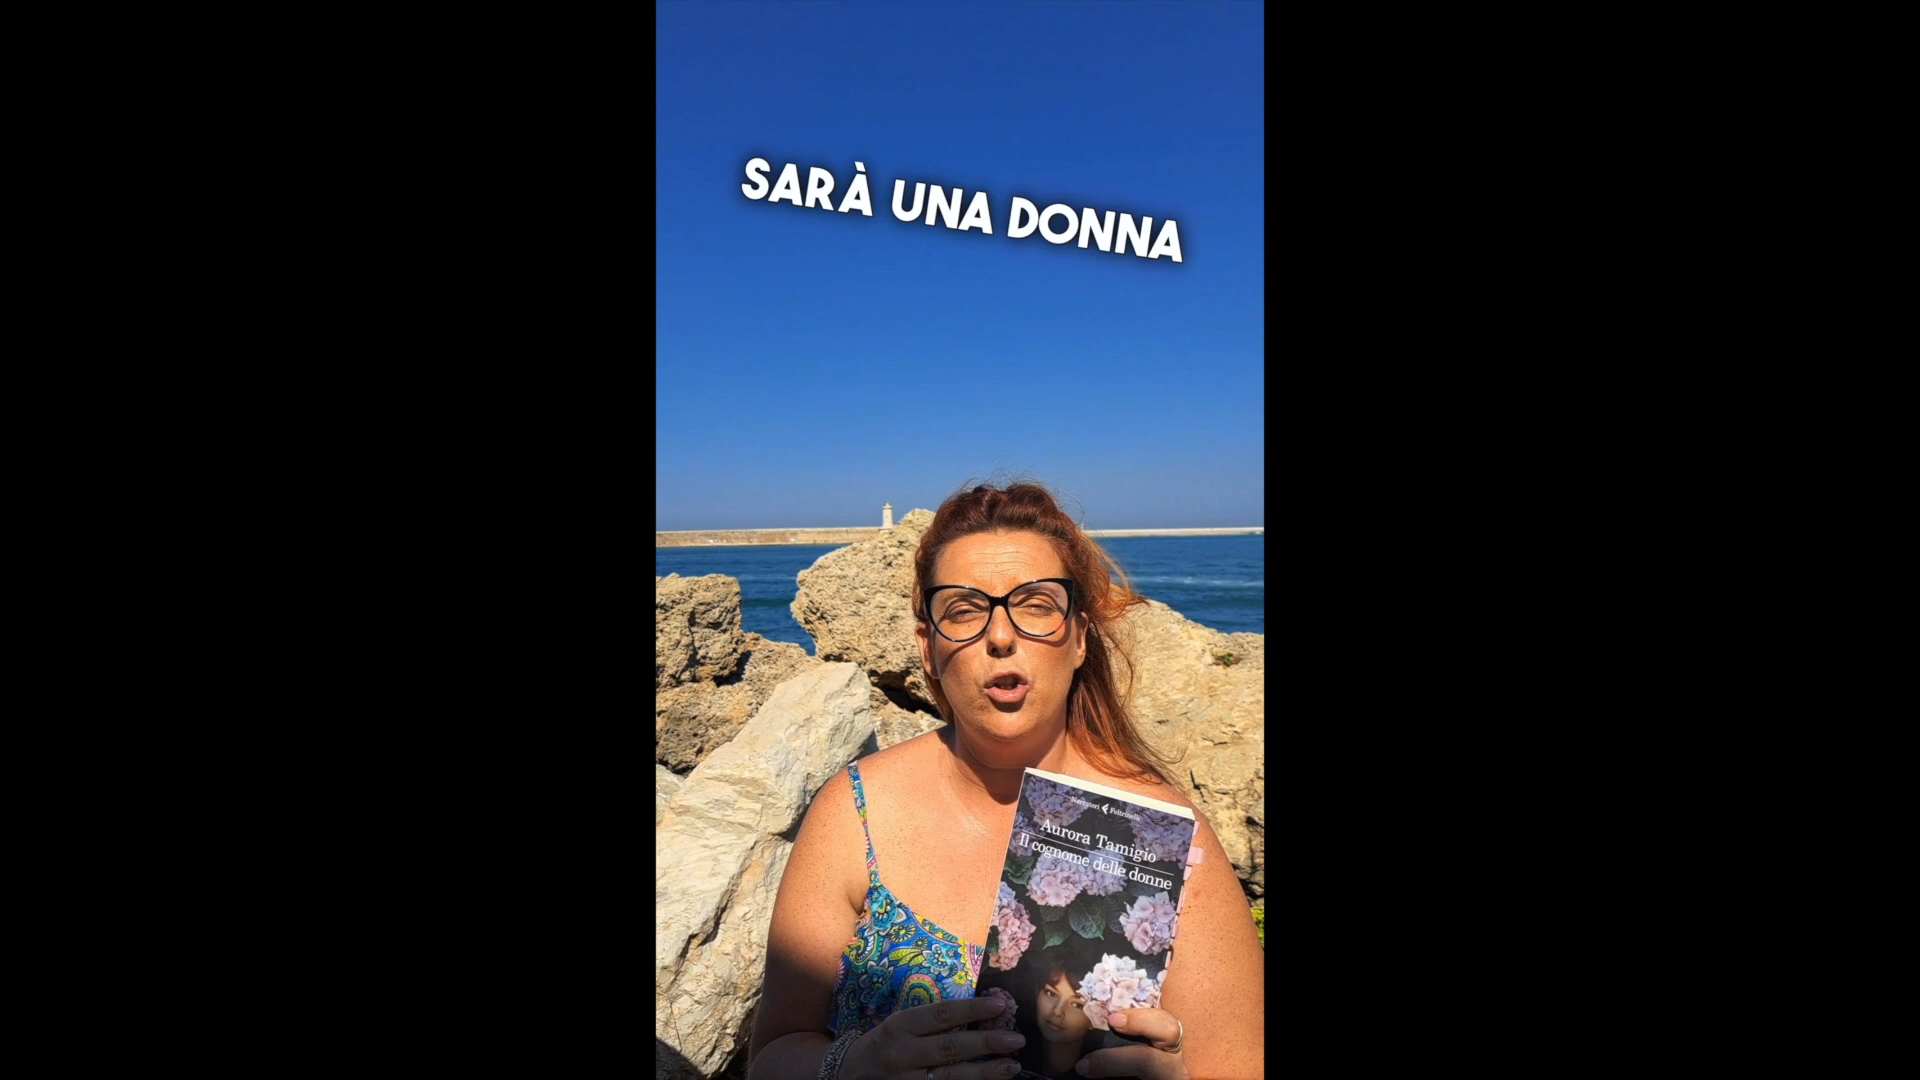 SARÀ UNA DONNA
Narratori Feltrinelli
Aurora Tamigio
Il cognome delle donne